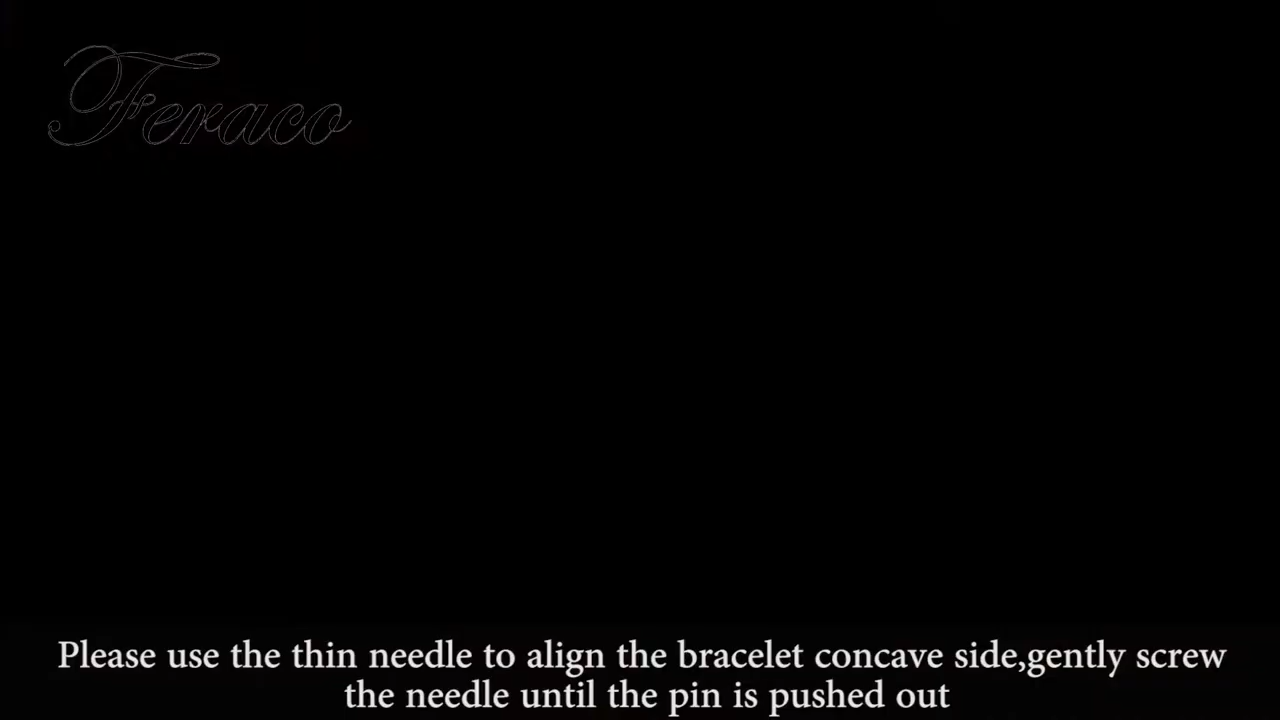 Feraco
Please use the thin needle to align the bracelet concave side,gently screw
the needle until the pin is pushed out